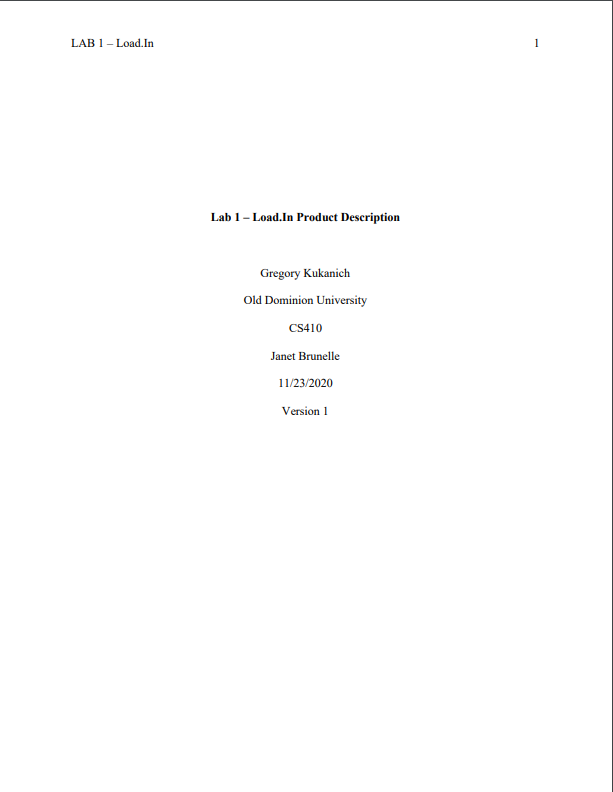 LAB 1 – Load.In 1
Lab 1 – Load.In Product Description
Gregory Kukanich
Old Dominion University
CS410
Janet Brunelle
11/23/2020
Version 1